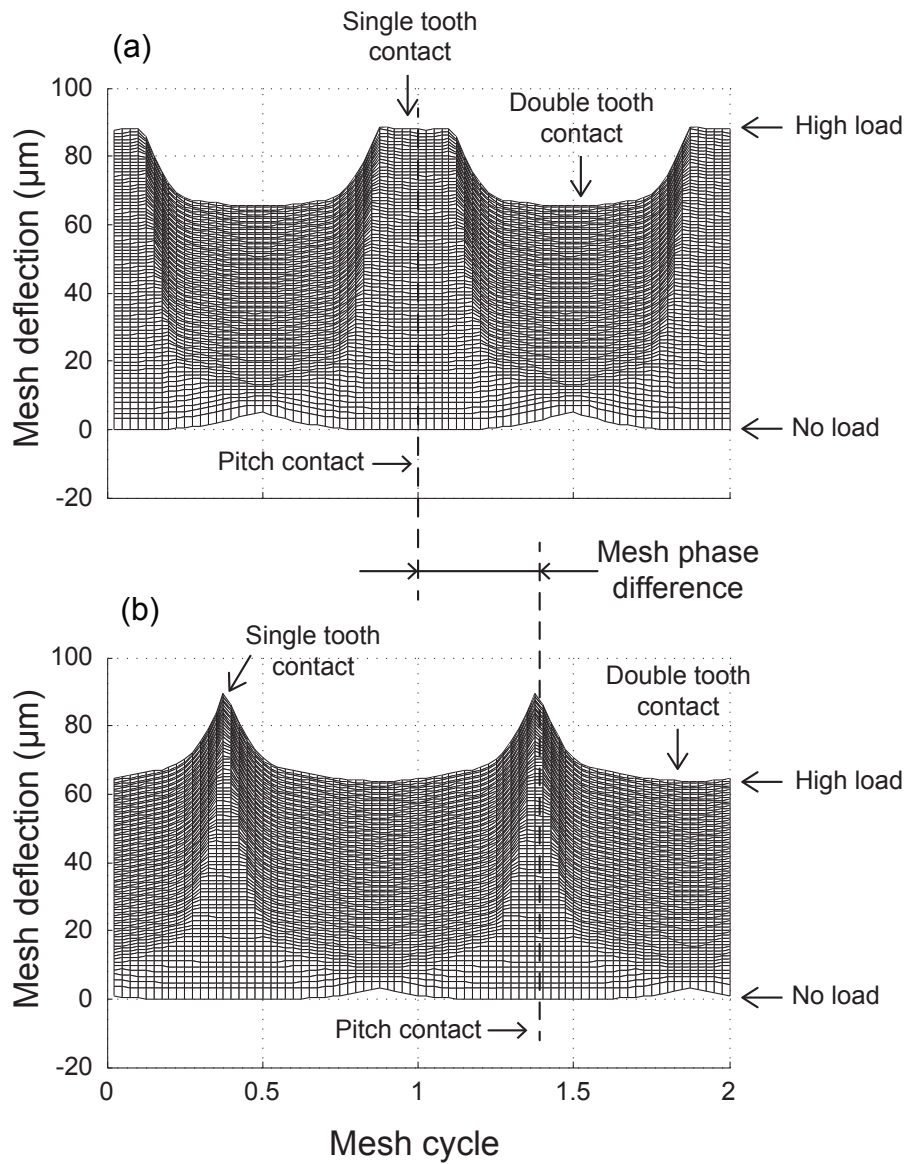 (a)
Single tooth
contact
Double tooth
contact
High load
100
80
60
40
20
0
-20
Mesh deflection (µm)
No load
Pitch contact
Mesh phase
difference
(b)
Single tooth
contact
Double tooth
contact
High load
100
80
60
40
20
0
-20
Mesh deflection (µm)
No load
Pitch contact
0
0.5
1
1.5
2
Mesh cycle